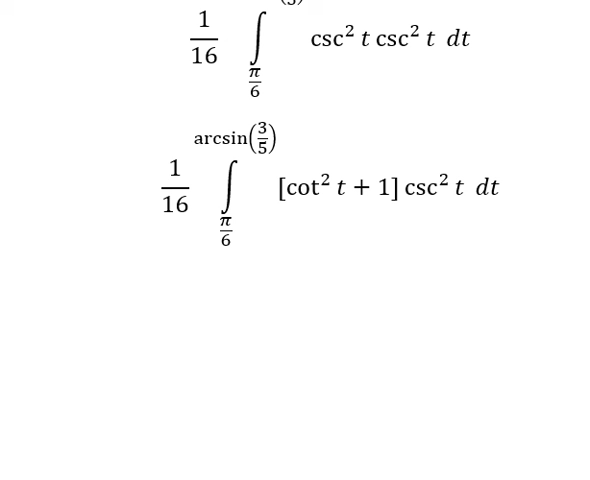 1/16 ∫_{π/6} csc² t csc² t dt
1/16 ∫_{π/6}^{arcsin(3/5)} [cot² t + 1] csc² t dt